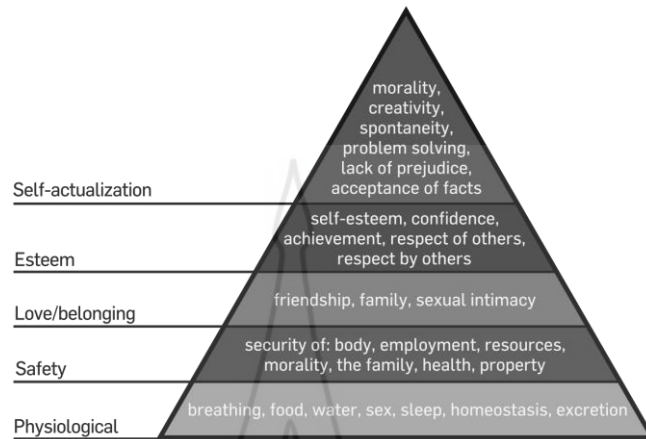 morality,
creativity,
spontaneity,
problem solving,
lack of prejudice,
acceptance of facts
Self-actualization
self-esteem, confidence,
achievement, respect of others,
respect by others
Esteem
friendship, family, sexual intimacy
Love/belonging
security of: body, employment, resources,
morality, the family, health, property
Safety
breathing, food, water, sex, sleep, homeostasis, excretion
Physiological